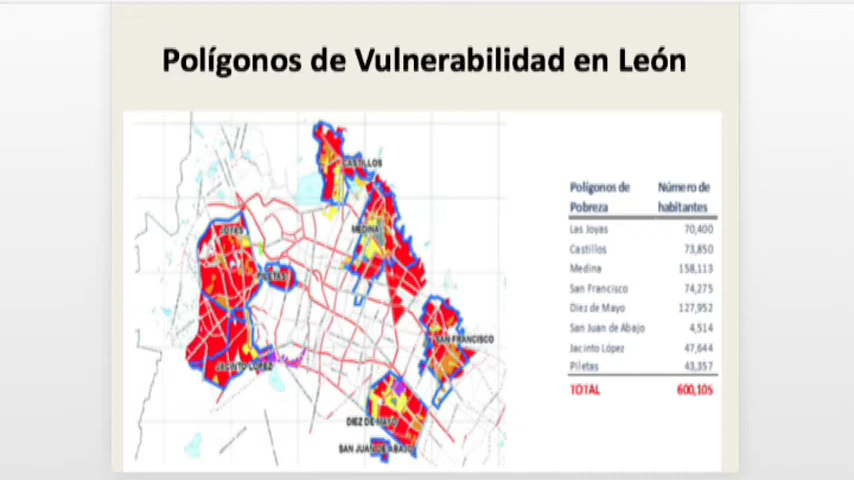 Polígonos de Vulnerabilidad en León
CASTILLOS
JOYAS
MEDINA
PILETAS
SAN FRANCISCO
JACINTO LOPEZ
DIEZ DE MAYO
SAN JUAN DE ABAJO
Polígonos de Pobreza Número de habitantes
Las Joyas 70,400
Castillos 73,850
Medina 158,113
San Francisco 74,275
Diez de Mayo 127,952
San Juan de Abajo 4,514
Jacinto López 47,644
Piletas 43,357
TOTAL 600,105